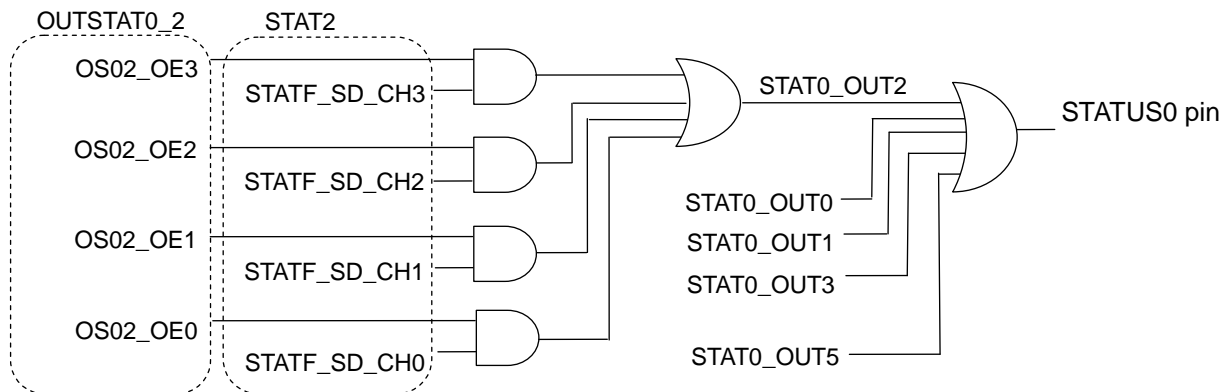 OUTSTAT0_2
STAT2
OS02_OE3
STATF_SD_CH3
OS02_OE2
STATF_SD_CH2
OS02_OE1
STATF_SD_CH1
OS02_OE0
STATF_SD_CH0
STAT0_OUT2
STATUS0 pin
STAT0_OUT0
STAT0_OUT1
STAT0_OUT3
STAT0_OUT5